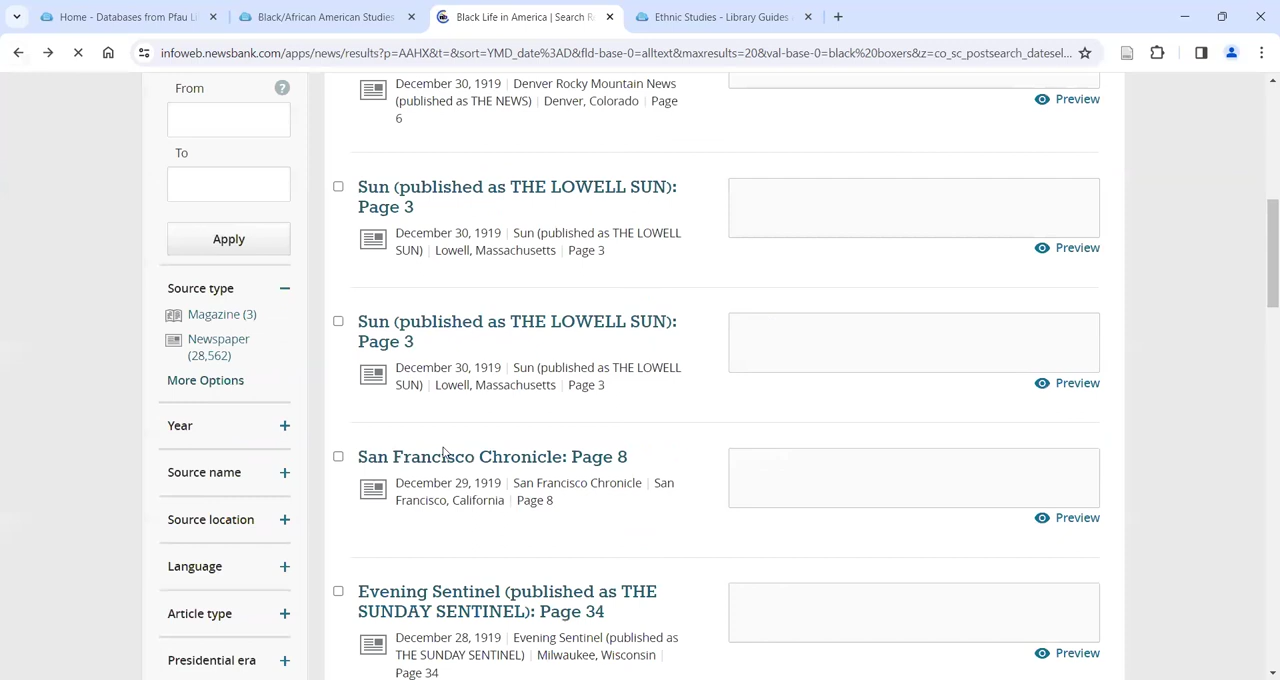 Home - Databases from Pfau Li
Black/African American Studies
Black Life in America | Search R
Ethnic Studies - Library Guides
infoweb.newsbank.com/apps/news/results?p=AAHX&t=&sort=YMD_date%3AD&fld-base-0=alltext&maxresults=20&val-base-0=black%20boxers&z=co_sc_postsearch_datesel...
From
To
Apply
Source type
Magazine (3)
Newspaper
(28,562)
More Options
Year
Source name
Source location
Language
Article type
Presidential era
December 30, 1919 | Denver Rocky Mountain News
(published as THE NEWS) | Denver, Colorado | Page
6
Preview
Sun (published as THE LOWELL SUN):
Page 3
December 30, 1919 | Sun (published as THE LOWELL
SUN) | Lowell, Massachusetts | Page 3
Preview
Sun (published as THE LOWELL SUN):
Page 3
December 30, 1919 | Sun (published as THE LOWELL
SUN) | Lowell, Massachusetts | Page 3
Preview
San Francisco Chronicle: Page 8
December 29, 1919 | San Francisco Chronicle | San
Francisco, California | Page 8
Preview
Evening Sentinel (published as THE
SUNDAY SENTINEL): Page 34
December 28, 1919 | Evening Sentinel (published as
THE SUNDAY SENTINEL) | Milwaukee, Wisconsin |
Page 34
Preview